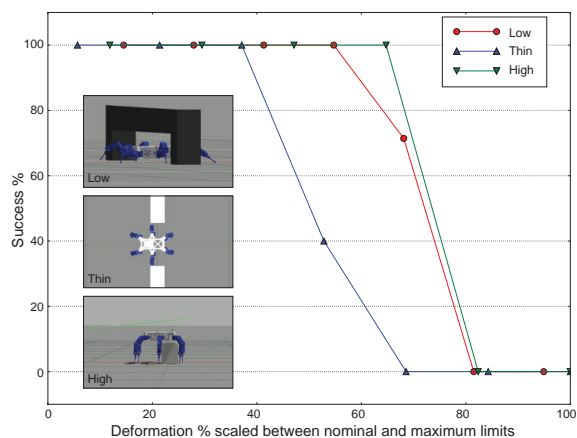 100
80
60
40
20
0
Success %
0
20
40
60
80
100
Deformation % scaled between nominal and maximum limits
Low
Thin
High
Low
Thin
High